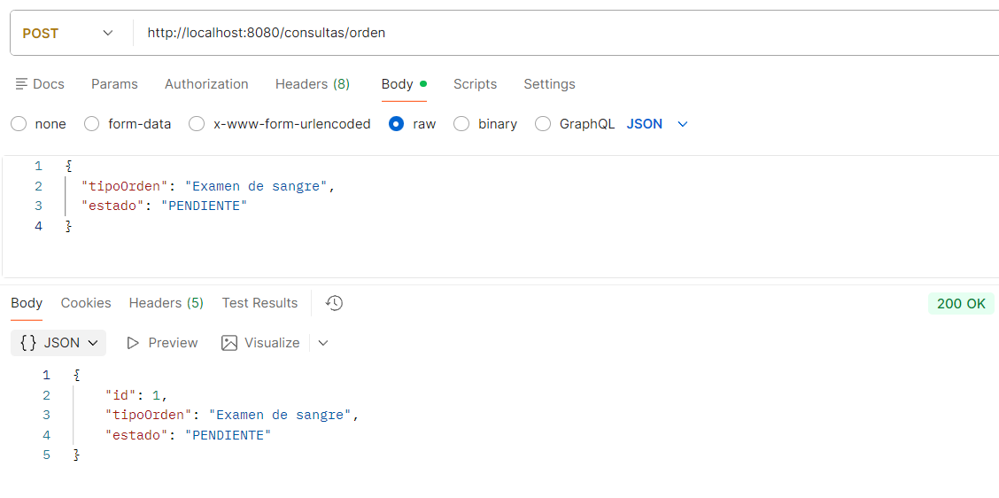 POST http://localhost:8080/consultas/orden
Docs Params Authorization Headers (8) Body Scripts Settings
none form-data x-www-form-urlencoded raw binary GraphQL JSON
1 {
2 "tipoOrden": "Examen de sangre",
3 "estado": "PENDIENTE"
4 }
Body Cookies Headers (5) Test Results 200 OK
{} JSON Preview Visualize
1 {
2 "id": 1,
3 "tipoOrden": "Examen de sangre",
4 "estado": "PENDIENTE"
5 }